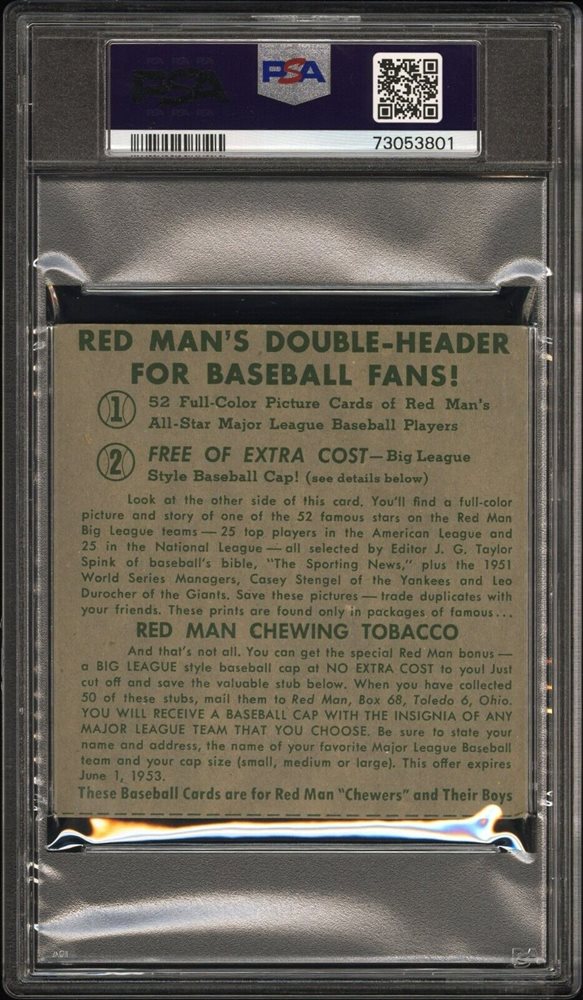 PSA
PSA
73053801
RED MAN'S DOUBLE-HEADER
FOR BASEBALL FANS!
1 52 Full-Color Picture Cards of Red Man's
All-Star Major League Baseball Players
2 FREE OF EXTRA COST—Big League
Style Baseball Cap! (see details below)
Look at the other side of this card. You'll find a full-color
picture and story of one of the 52 famous stars on the Red Man
Big League teams — 25 top players in the American League and
25 in the National League — all selected by Editor J. G. Taylor
Spink of baseball's bible, "The Sporting News," plus the 1951
World Series Managers, Casey Stengel of the Yankees and Leo
Durocher of the Giants. Save these pictures — trade duplicates with
your friends. These prints are found only in packages of famous...
RED MAN CHEWING TOBACCO
And that's not all. You can get the special Red Man bonus —
a BIG LEAGUE style baseball cap at NO EXTRA COST to you! Just
cut off and save the valuable stub below. When you have collected
50 of these stubs, mail them to Red Man, Box 68, Toledo 6, Ohio.
YOU WILL RECEIVE A BASEBALL CAP WITH THE INSIGNIA OF ANY
MAJOR LEAGUE TEAM THAT YOU CHOOSE. Be sure to state your
name and address, the name of your favorite Major League Baseball
team and your cap size (small, medium or large). This offer expires
June 1, 1953.
These Baseball Cards are for Red Man "Chewers" and Their Boys
PSA